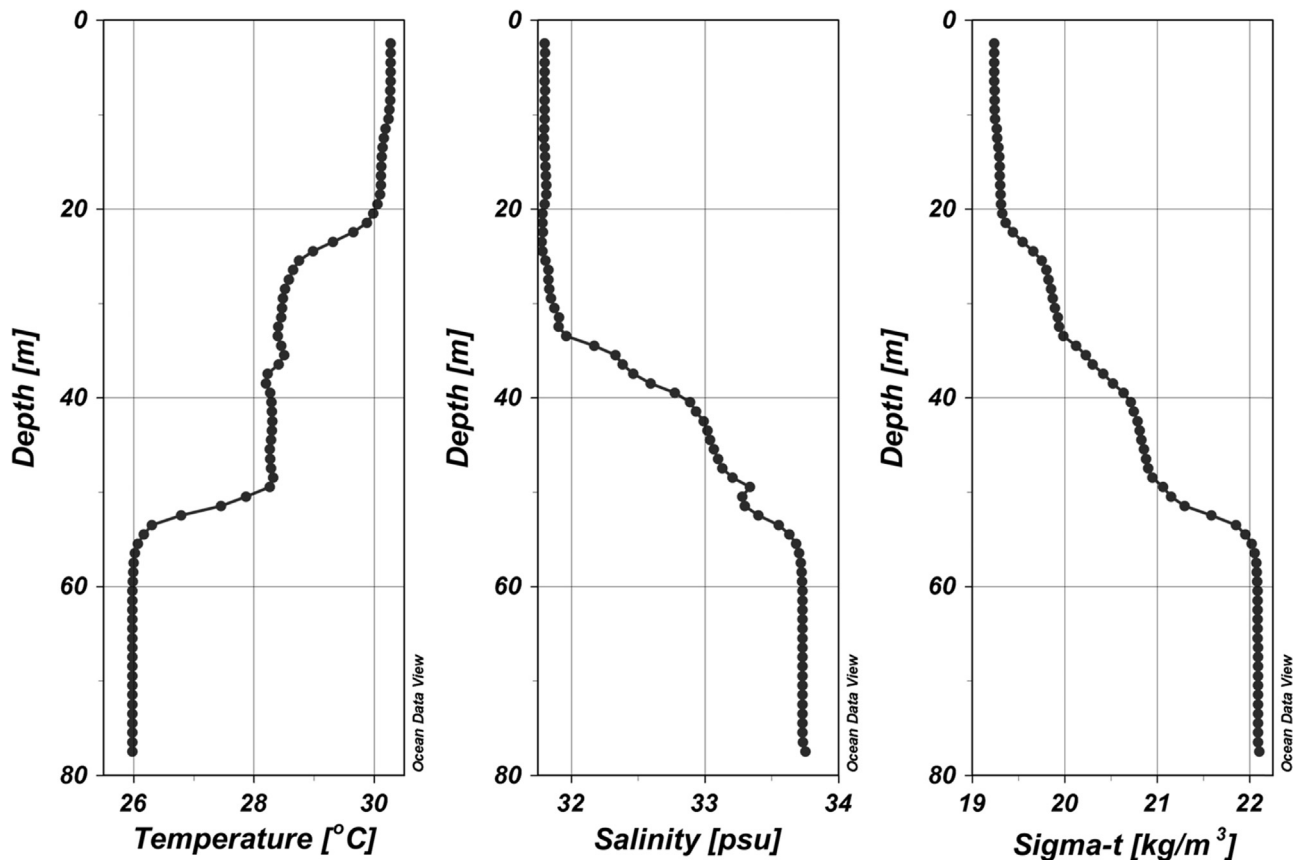 0
20
40
60
80
Depth [m]
26 28 30
Temperature [°C]
Ocean Data View
0
20
40
60
80
Depth [m]
32 33 34
Salinity [psu]
Ocean Data View
0
20
40
60
80
Depth [m]
19 20 21 22
Sigma-t [kg/m³]
Ocean Data View